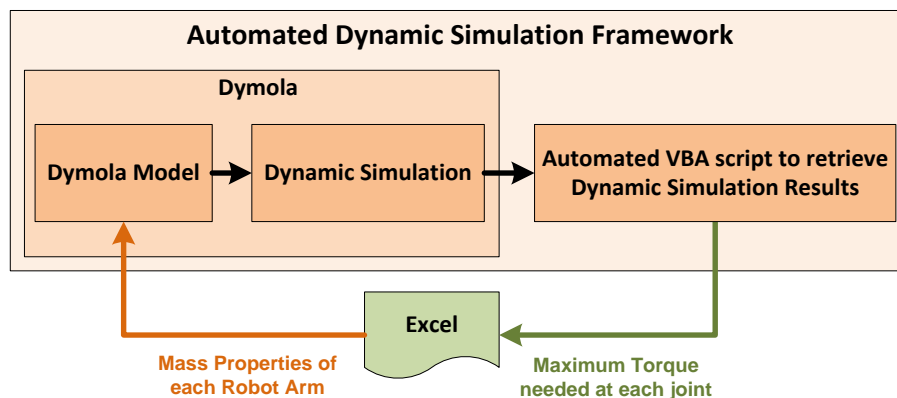 Automated Dynamic Simulation Framework
Dymola
Dymola Model
Dynamic Simulation
Automated VBA script to retrieve
Dynamic Simulation Results
Excel
Mass Properties of
each Robot Arm
Maximum Torque
needed at each joint